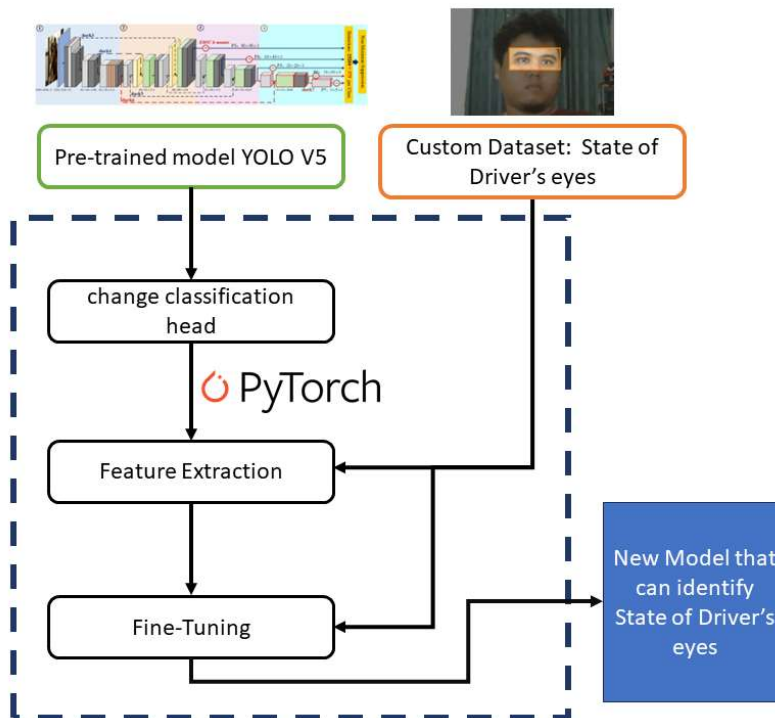 Pre-trained model YOLO V5
Custom Dataset: State of
Driver's eyes
change classification
head
PyTorch
Feature Extraction
Fine-Tuning
New Model that
can identify
State of Driver's
eyes